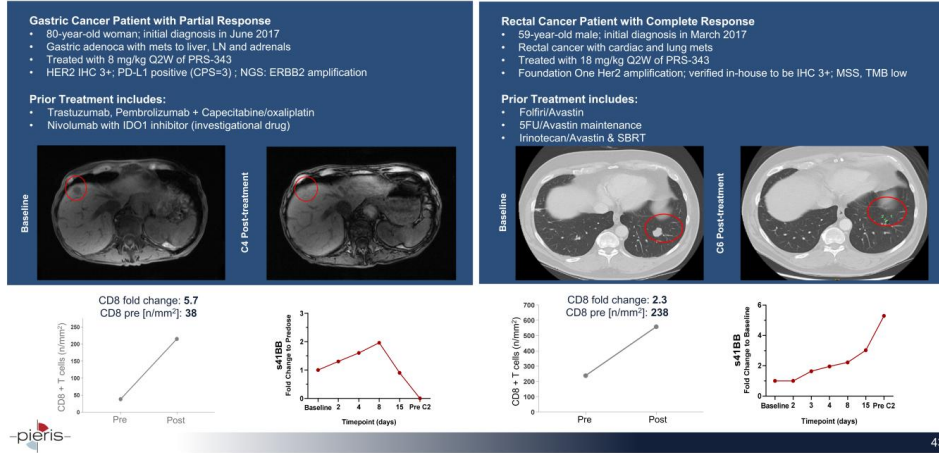 Gastric Cancer Patient with Partial Response
• 80-year-old woman; initial diagnosis in June 2017
• Gastric adenoca with mets to liver, LN and adrenals
• Treated with 8 mg/kg Q2W of PRS-343
• HER2 IHC 3+; PD-L1 positive (CPS=3) ; NGS: ERBB2 amplification
Prior Treatment includes:
• Trastuzumab, Pembrolizumab + Capecitabine/oxaliplatin
• Nivolumab with IDO1 inhibitor (investigational drug)
Baseline
C4 Post-treatment
CD8 fold change: 5.7
CD8 pre [n/mm²]: 38
CD8 + T cells (n/mm²)
250
200
150
100
50
0
Pre
Post
s41BB
Fold Change to Predose
3
2
1
0
Baseline 2 4 8 15 Pre C2
Timepoint (days)
Rectal Cancer Patient with Complete Response
• 59-year-old male; initial diagnosis in March 2017
• Rectal cancer with cardiac and lung mets
• Treated with 18 mg/kg Q2W of PRS-343
• Foundation One Her2 amplification; verified in-house to be IHC 3+; MSS, TMB low
Prior Treatment includes:
• Folfiri/Avastin
• 5FU/Avastin maintenance
• Irinotecan/Avastin & SBRT
Baseline
C6 Post-treatment
CD8 fold change: 2.3
CD8 pre [n/mm²]: 238
CD8 + T cells (n/mm²)
700
600
500
400
300
200
100
0
Pre
Post
s41BB
Fold Change to Baseline
6
4
2
0
Baseline 2 3 4 8 15 Pre C2
Timepoint (days)
pieris